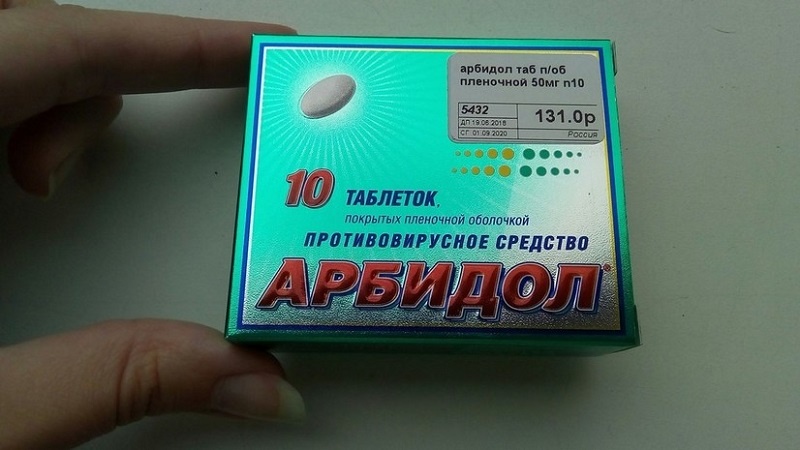 арбидол таб п/об
пленочной 50мг n10
5432
131.0р
ДП 19.06.2018
СГ: 01.09.2020
Россия
10 ТАБЛЕТОК,
покрытых пленочной оболочкой
ПРОТИВОВИРУСНОЕ СРЕДСТВО
АРБИДОЛ®